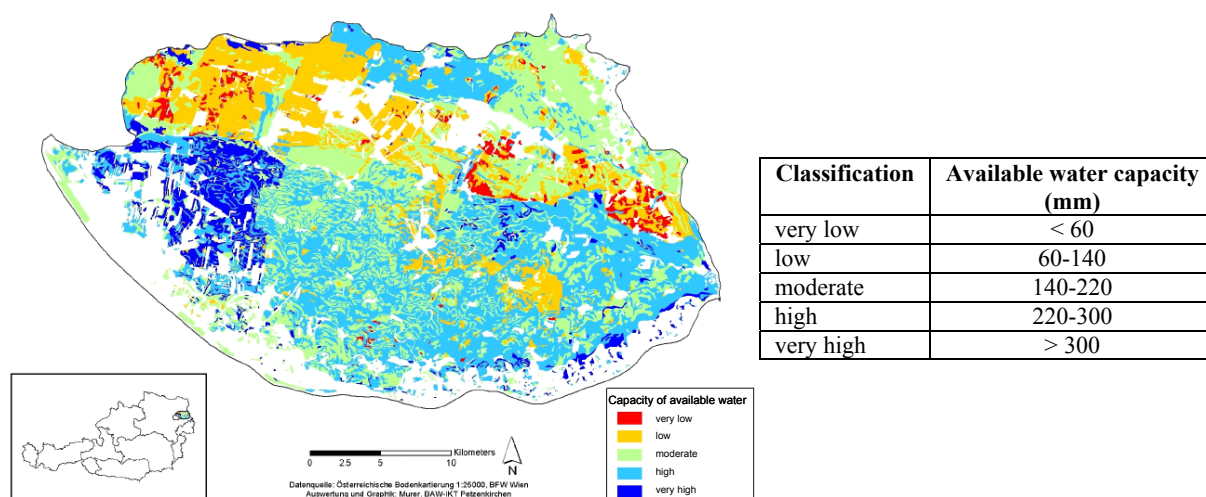 Classification Available water capacity
(mm)
very low < 60
low 60-140
moderate 140-220
high 220-300
very high > 300
Capacity of available water
very low
low
moderate
high
very high
Kilometers
0 2.5 5 10
N
Datenquelle: Österreichische Bodenkartierung 1:25000, BFW Wien
Auswertung und Graphik: Murer, BAW-IKT Petzenkirchen